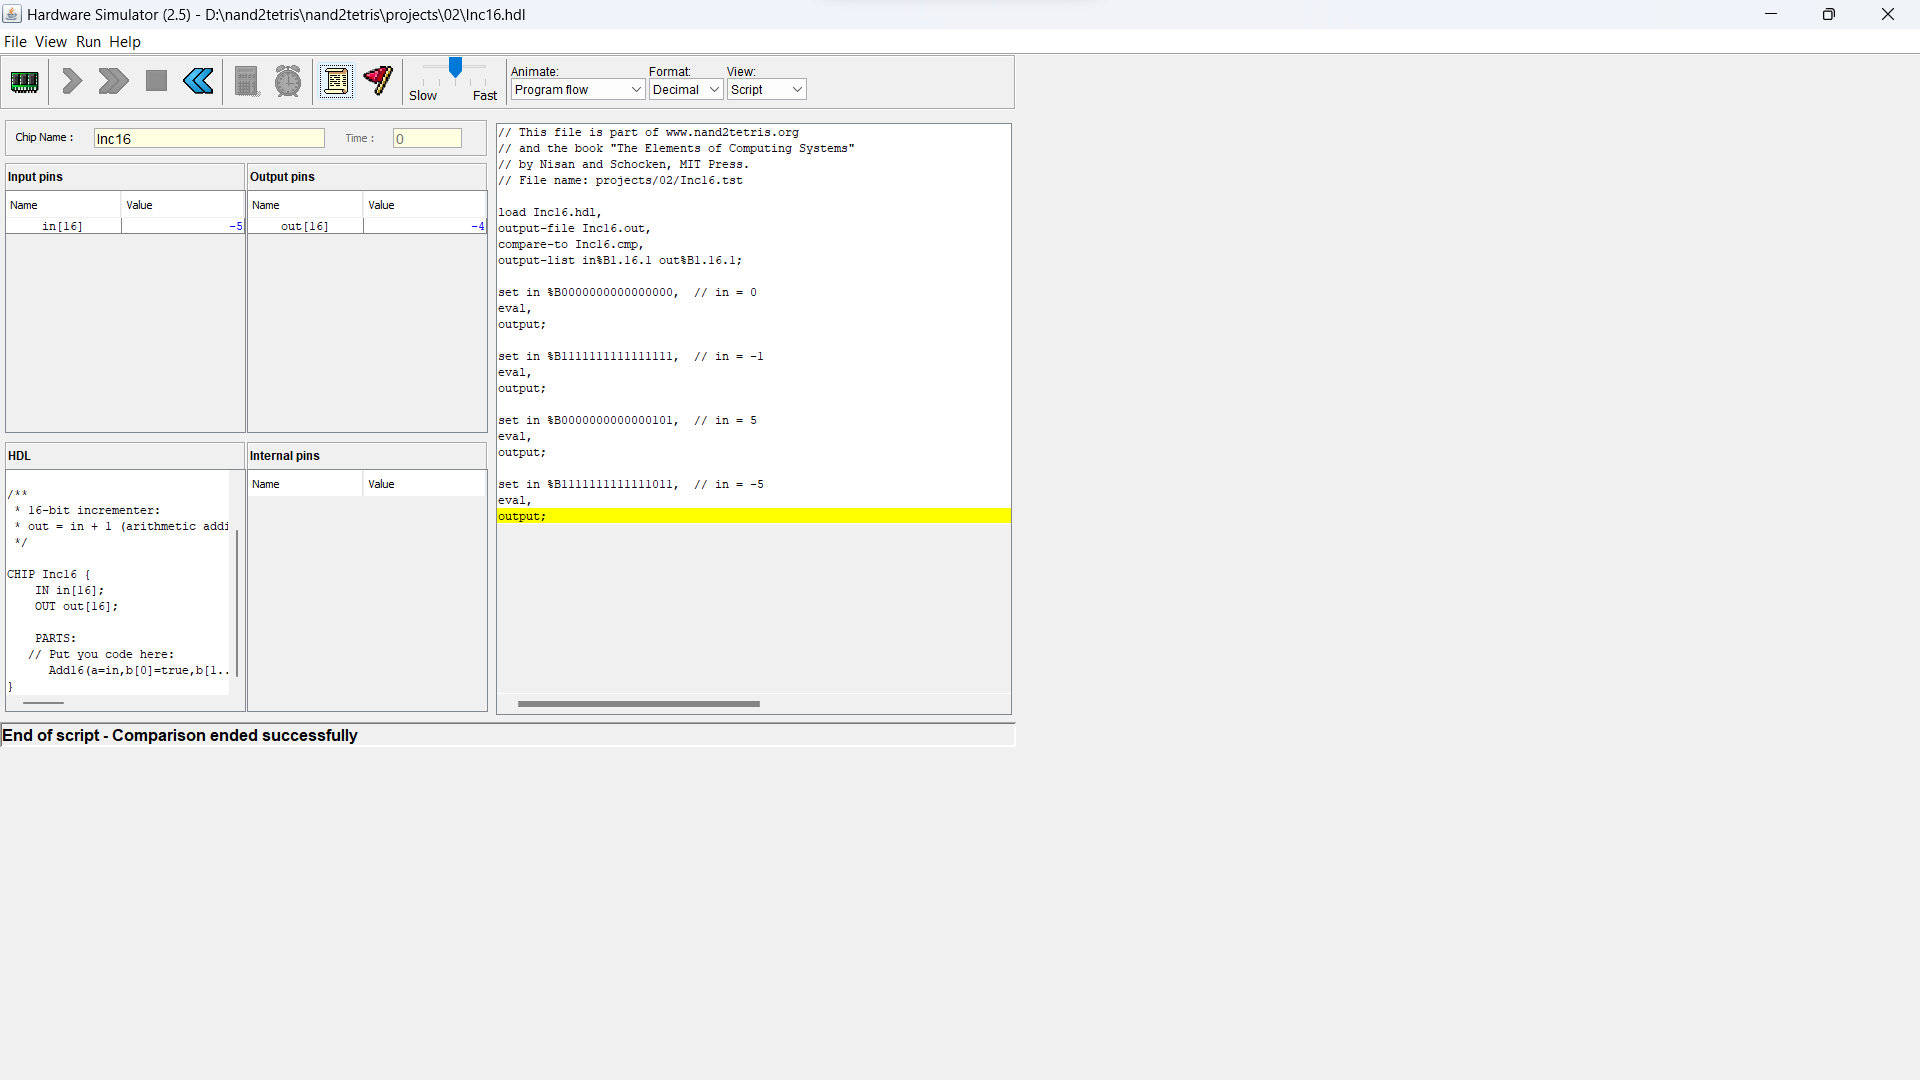 Hardware Simulator (2.5) - D:\nand2tetris\nand2tetris\projects\02\Inc16.hdl
File View Run Help
Slow Fast
Animate: Format: View:
Program flow Decimal Script
Chip Name : Inc16 Time : 0
Input pins
Name Value
in[16] -5
Output pins
Name Value
out[16] -4
HDL
/**
* 16-bit incrementer:
* out = in + 1 (arithmetic addi
*/
CHIP Inc16 {
IN in[16];
OUT out[16];
PARTS:
// Put you code here:
Add16(a=in,b[0]=true,b[1..
}
Internal pins
Name Value
// This file is part of www.nand2tetris.org
// and the book "The Elements of Computing Systems"
// by Nisan and Schocken, MIT Press.
// File name: projects/02/Inc16.tst
load Inc16.hdl,
output-file Inc16.out,
compare-to Inc16.cmp,
output-list in%B1.16.1 out%B1.16.1;
set in %B0000000000000000,  // in = 0
eval,
output;
set in %B1111111111111111,  // in = -1
eval,
output;
set in %B0000000000000101,  // in = 5
eval,
output;
set in %B1111111111111011,  // in = -5
eval,
output;
End of script - Comparison ended successfully